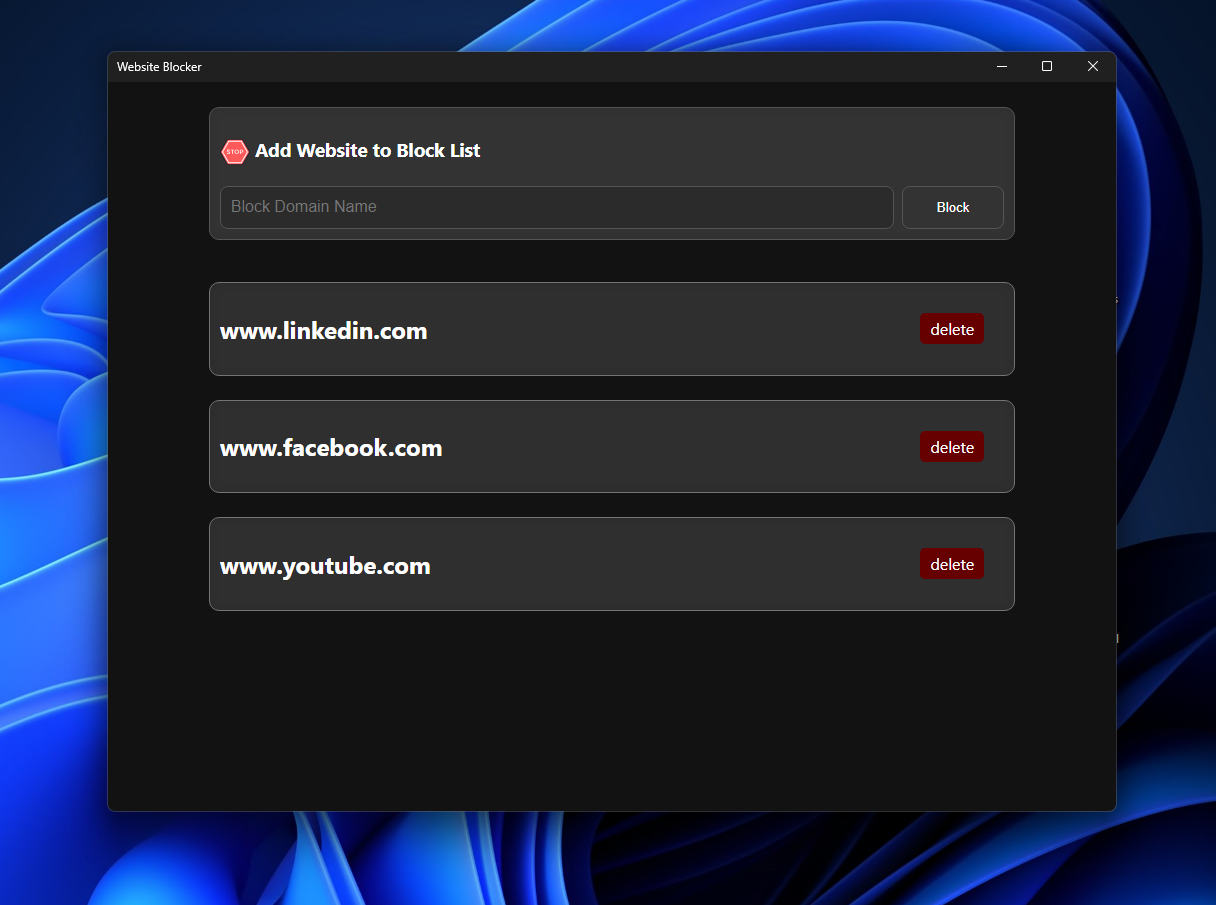 Website Blocker
STOP Add Website to Block List
Block Domain Name Block
www.linkedin.com delete
www.facebook.com delete
www.youtube.com delete